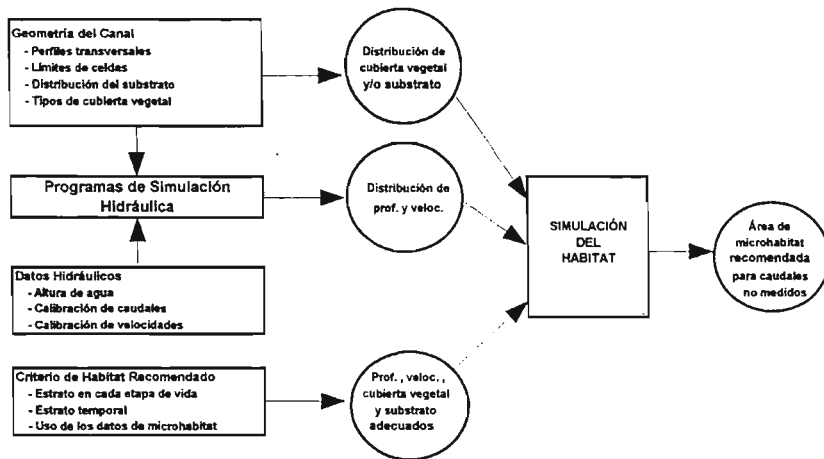 Geometría del Canal
- Perfiles transversales
- Límites de celdas
- Distribución del substrato
- Tipos de cubierta vegetal
Distribución de
cubierta vegetal
y/o substrato
Programas de Simulación
Hidráulica
Distribución de
prof. y veloc.
Datos Hidráulicos
- Altura de agua
- Calibración de caudales
- Calibración de velocidades
Criterio de Habitat Recomendado
- Estrato en cada etapa de vida
- Estrato temporal
- Uso de los datos de microhabitat
Prof. , veloc. ,
cubierta vegetal
y substrato
adecuados
SIMULACIÓN
DEL
HABITAT
Área de
microhabitat
recomendada
para caudales
no medidos